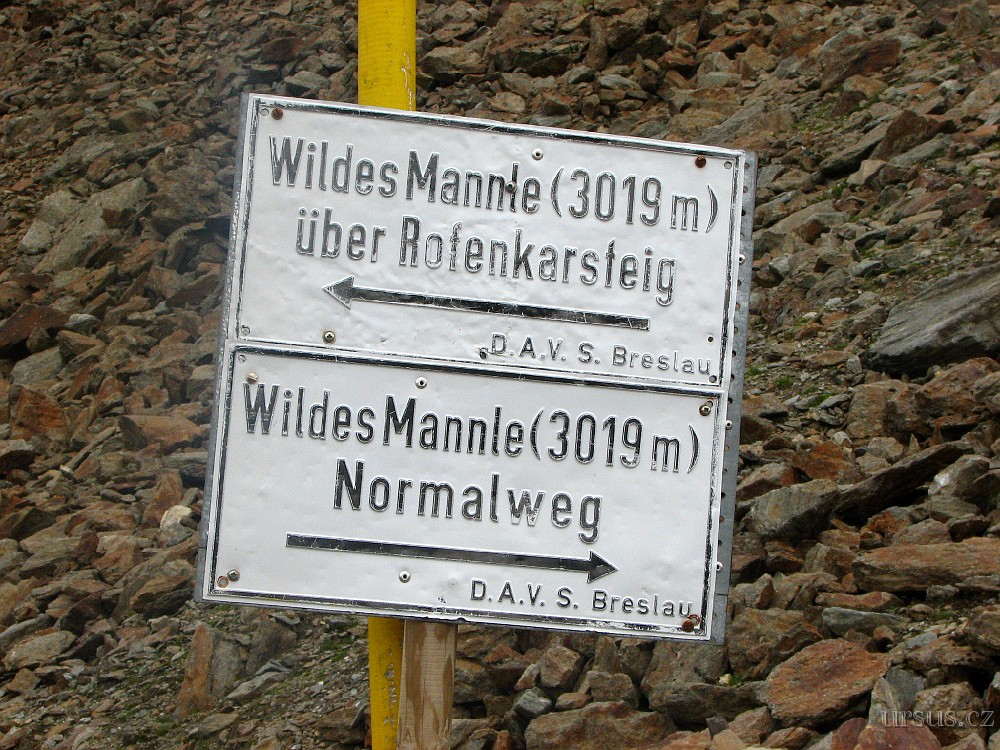 Wildes Mannle (3019 m)
über Rofenkarsteig
D.A.V. S. Breslau
Wildes Mannle (3019 m)
Normalweg
D.A.V. S. Breslau
ursus.cz